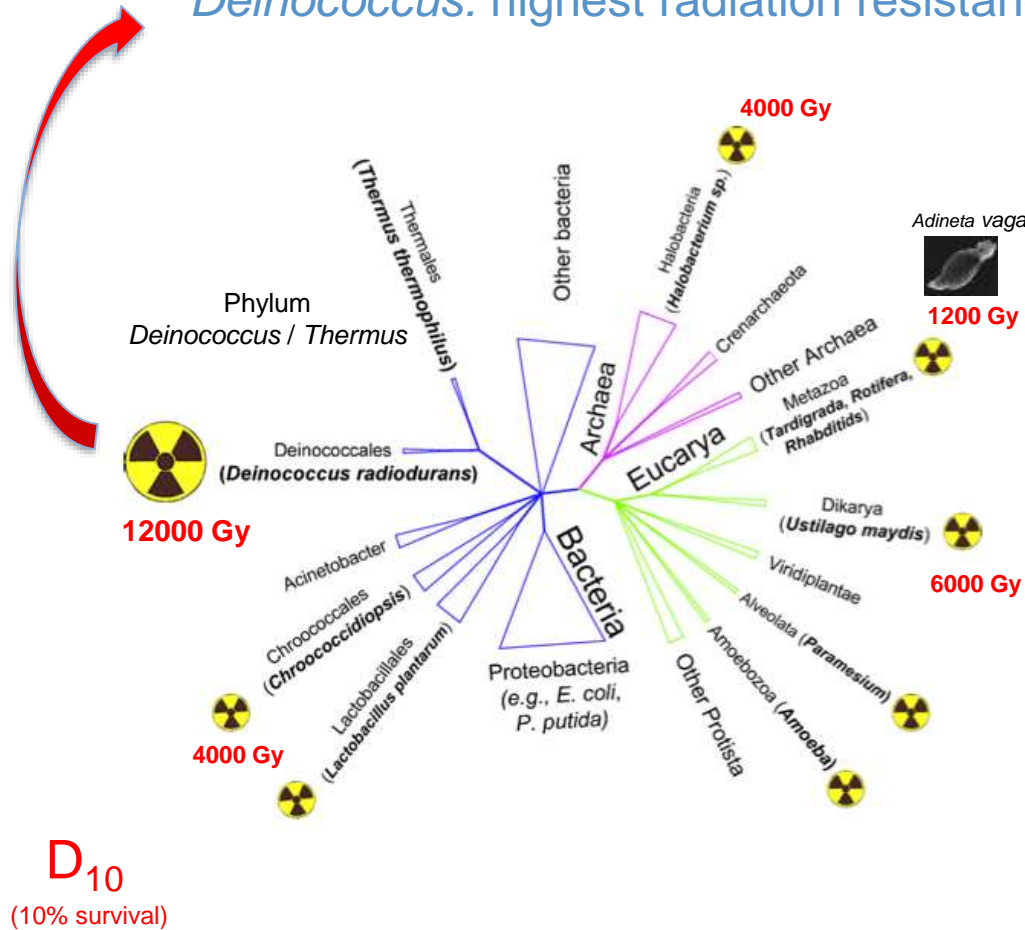 Deinococcus: highest radiation resistan
4000 Gy
(Thermus thermophilus)
Thermales
Other bacteria
Halobacteria
(Halobacterium sp.)
Crenarchaeota
Adineta vaga
1200 Gy
Phylum
Deinococcus / Thermus
Archaea
Other Archaea
Metazoa
(Tardigrada, Rotifera,
Rhabditids)
Eucarya
Deinococcales
(Deinococcus radiodurans)
12000 Gy
Dikarya
(Ustilago maydis)
6000 Gy
Bacteria
Viridiplantae
Acinetobacter
Alveolata (Paramesium)
Chroococcales
(Chroococcidiopsis)
Amoebozoa (Amoeba)
Lactobacillales
(Lactobacillus plantarum)
Proteobacteria
(e.g., E. coli,
P. putida)
Other Protista
4000 Gy
D10
(10% survival)